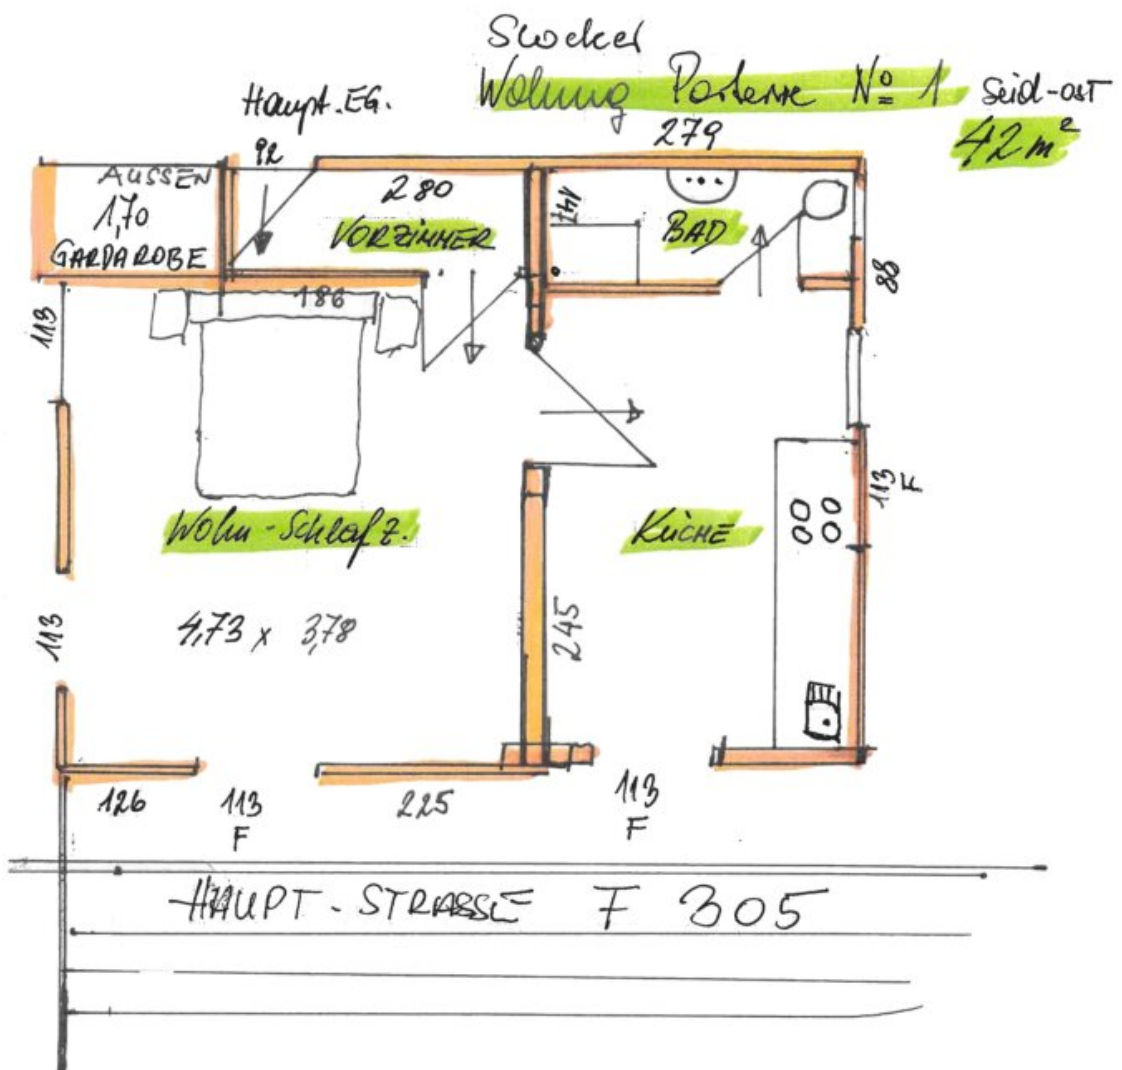 Stocker
Wohnung Parterre Nº 1 Süd-ost
42 m²
Haupt.EG.
92
279
AUSSEN
1,70
GARDAROBE
280
VORZIMMER
147
BAD
88
186
113
113
F
Wohn-Schlafz.
KÜCHE
113
4,73 x 3,78
245
126
113
F
225
113
F
HAUPT-STRASSE F 305